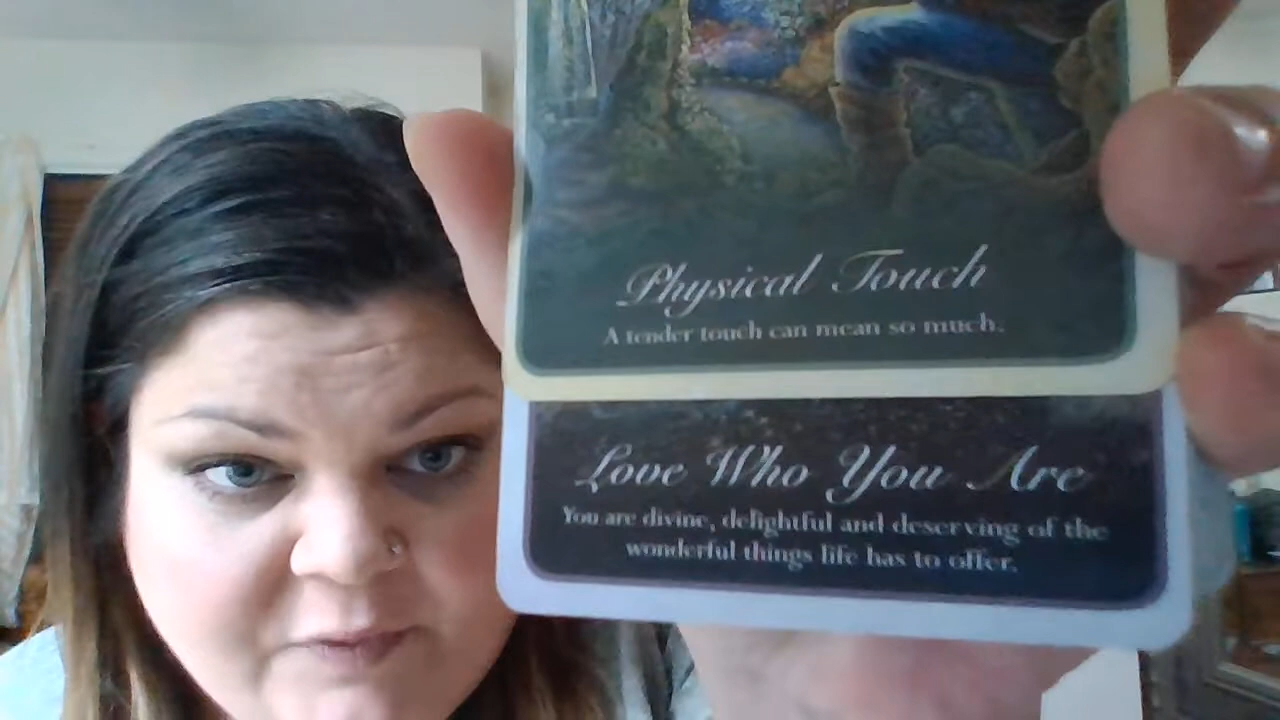 Physical Touch
A tender touch can mean so much.
Love Who You Are
You are divine, delightful and deserving of the
wonderful things life has to offer.